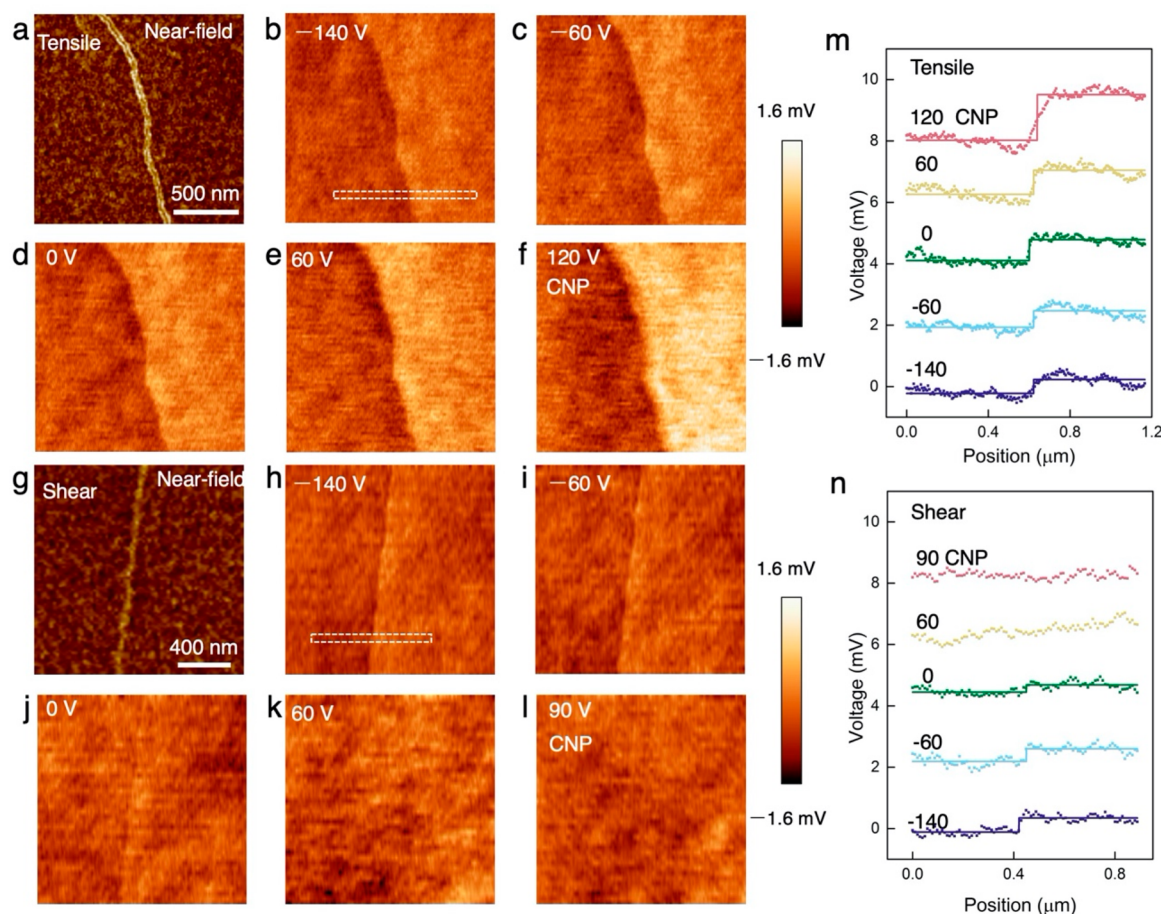 a
Tensile
Near-field
500 nm
b
−140 V
c
−60 V
1.6 mV
−1.6 mV
d
0 V
e
60 V
f
120 V
CNP
g
Shear
Near-field
400 nm
h
−140 V
i
−60 V
1.6 mV
−1.6 mV
j
0 V
k
60 V
l
90 V
CNP
m
Tensile
120 CNP
60
0
-60
-140
10
8
6
4
2
0
Voltage (mV)
0.0 0.4 0.8 1.2
Position (μm)
n
Shear
90 CNP
60
0
-60
-140
10
8
6
4
2
0
Voltage (mV)
0.0 0.4 0.8
Position (μm)